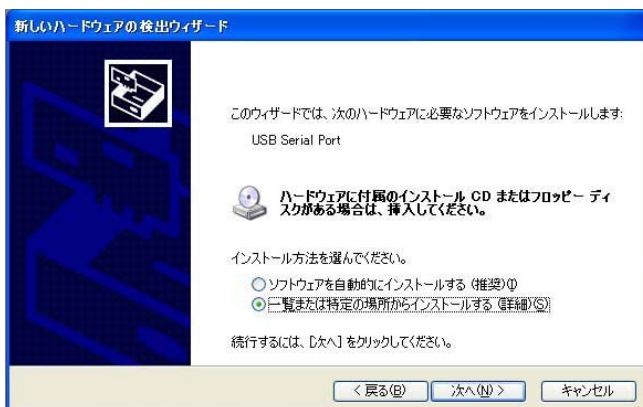 新しいハードウェアの検出ウィザード
このウィザードでは、次のハードウェアに必要なソフトウェアをインストールします:
USB Serial Port
ハードウェアに付属のインストール CD またはフロッピー ディ
スクがある場合は、挿入してください。
インストール方法を選んでください。
ソフトウェアを自動的にインストールする (推奨)(I)
一覧または特定の場所からインストールする (詳細)(S)
続行するには、[次へ] をクリックしてください。
< 戻る(B) 次へ(N) > キャンセル